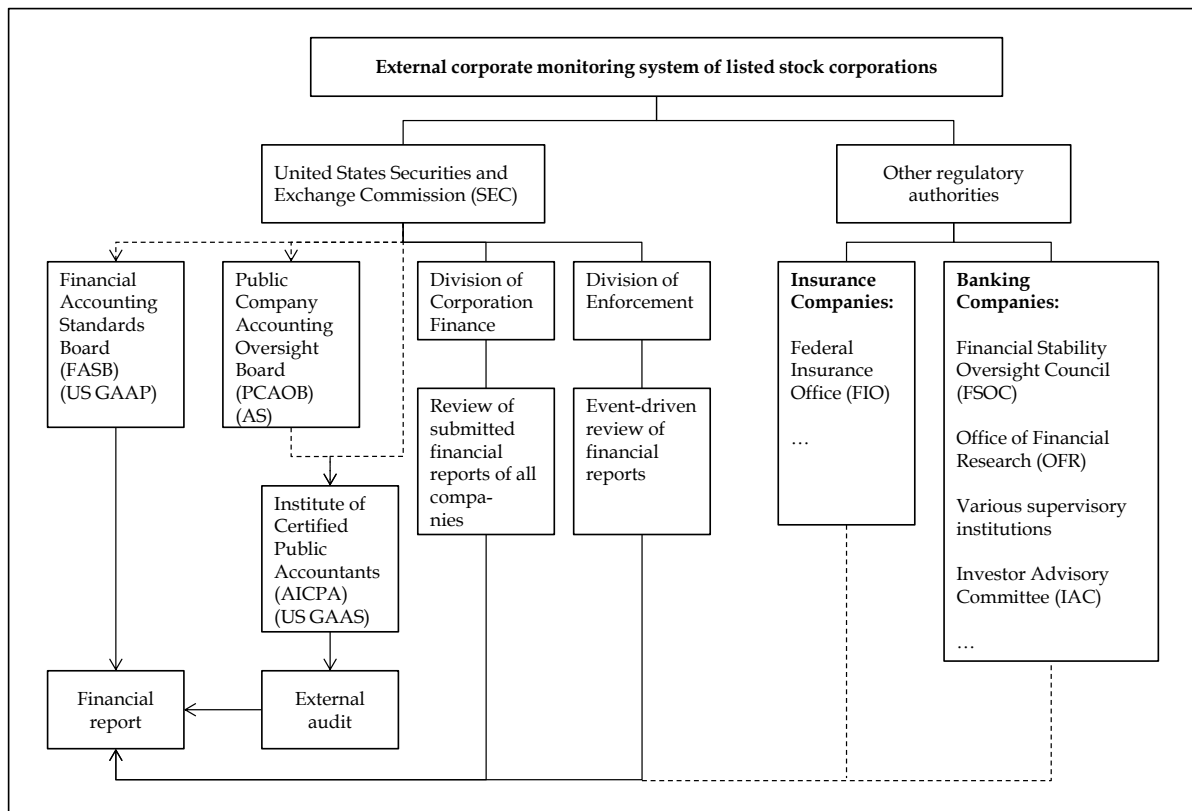 External corporate monitoring system of listed stock corporations
United States Securities and
Exchange Commission (SEC)
Other regulatory
authorities
Financial
Accounting
Standards
Board
(FASB)
(US GAAP)
Public
Company
Accounting
Oversight
Board
(PCAOB)
(AS)
Division of
Corporation
Finance
Division of
Enforcement
Insurance
Companies:
Federal
Insurance
Office (FIO)
…
Banking
Companies:
Financial Stability
Oversight Council
(FSOC)
Office of Financial
Research (OFR)
Various supervisory
institutions
Investor Advisory
Committee (IAC)
…
Review of
submitted
financial
reports of all
compa-
nies
Event-driven
review of
financial
reports
Institute of
Certified
Public
Accountants
(AICPA)
(US GAAS)
Financial
report
External
audit